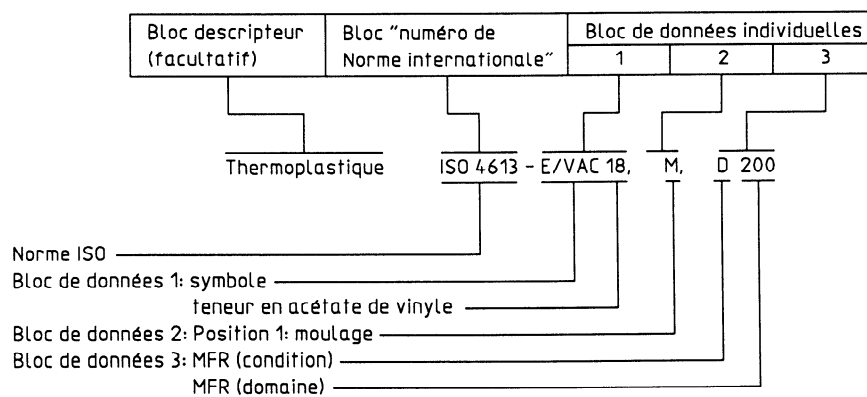 Bloc descripteur
(facultatif)
Bloc "numéro de
Norme internationale"
Bloc de données individuelles
1 2 3
Thermoplastique ISO 4613 - E/VAC 18, M, D 200
Norme ISO
Bloc de données 1: symbole
teneur en acétate de vinyle
Bloc de données 2: Position 1: moulage
Bloc de données 3: MFR (condition)
MFR (domaine)